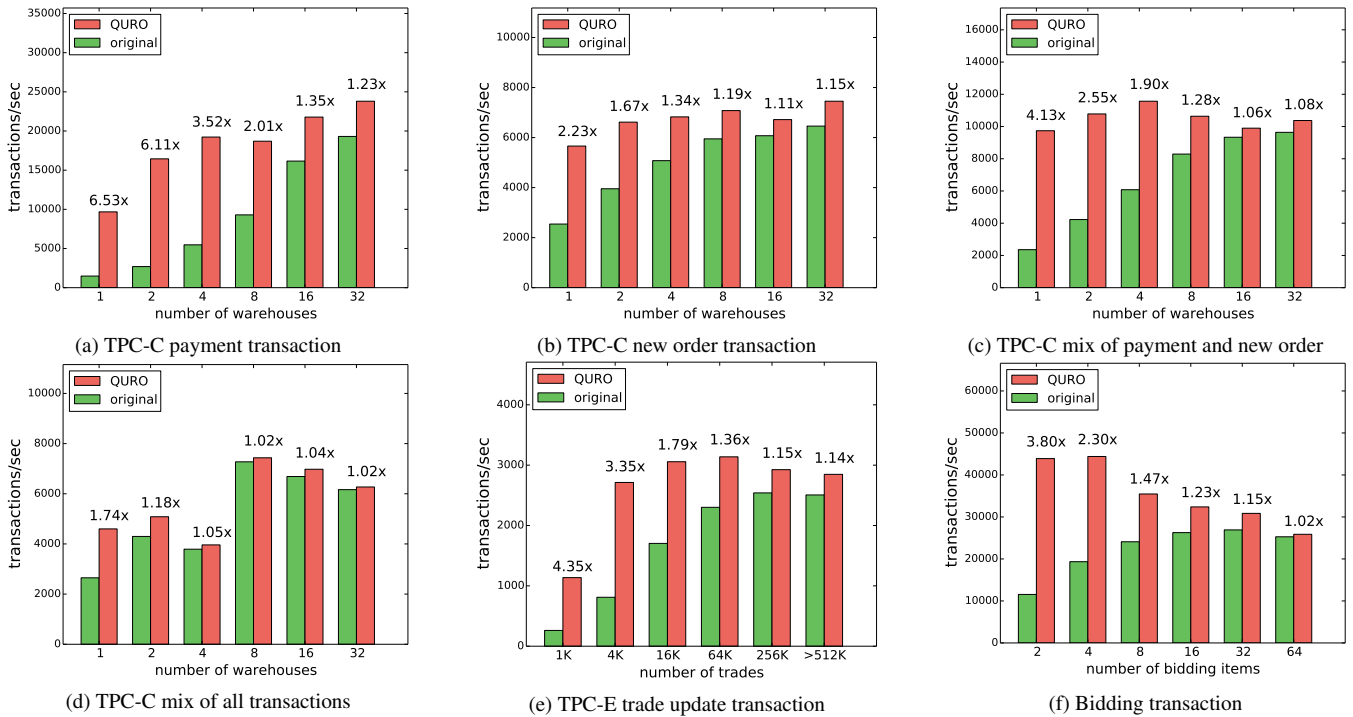 QURO
original
35000
30000
25000
20000
15000
10000
5000
0
transactions/sec
6.53x
6.11x
3.52x
2.01x
1.35x
1.23x
1 2 4 8 16 32
number of warehouses
(a) TPC-C payment transaction
QURO
original
10000
8000
6000
4000
2000
0
transactions/sec
2.23x
1.67x
1.34x
1.19x
1.11x
1.15x
1 2 4 8 16 32
number of warehouses
(b) TPC-C new order transaction
QURO
original
16000
14000
12000
10000
8000
6000
4000
2000
0
transactions/sec
4.13x
2.55x
1.90x
1.28x
1.06x
1.08x
1 2 4 8 16 32
number of warehouses
(c) TPC-C mix of payment and new order
QURO
original
10000
8000
6000
4000
2000
0
transactions/sec
1.74x
1.18x
1.05x
1.02x
1.04x
1.02x
1 2 4 8 16 32
number of warehouses
(d) TPC-C mix of all transactions
QURO
original
4000
3000
2000
1000
0
transactions/sec
4.35x
3.35x
1.79x
1.36x
1.15x
1.14x
1K 4K 16K 64K 256K >512K
number of trades
(e) TPC-E trade update transaction
QURO
original
60000
50000
40000
30000
20000
10000
0
transactions/sec
3.80x
2.30x
1.47x
1.23x
1.15x
1.02x
2 4 8 16 32 64
number of bidding items
(f) Bidding transaction